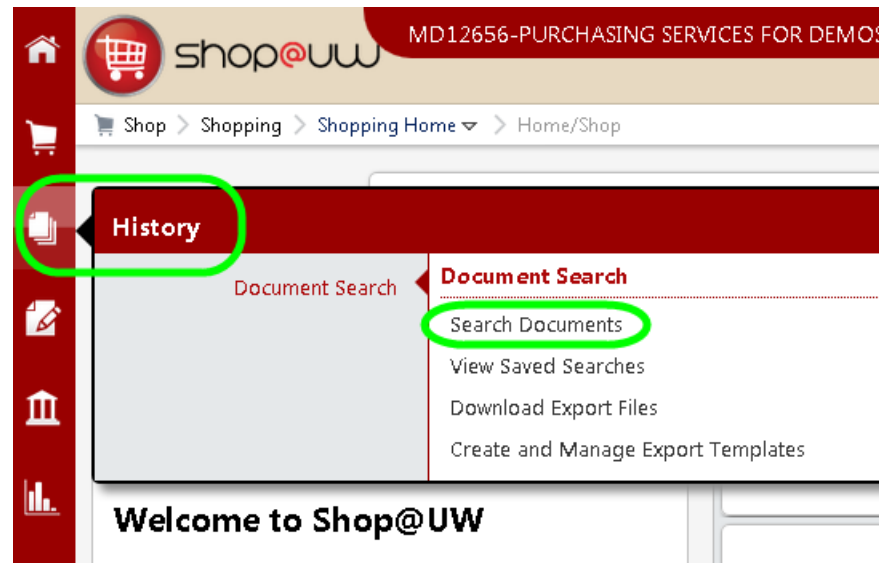 shop@UW
MD12656-PURCHASING SERVICES FOR DEMOS
Shop > Shopping > Shopping Home > Home/Shop
History
Document Search
Document Search
Search Documents
View Saved Searches
Download Export Files
Create and Manage Export Templates
Welcome to Shop@UW